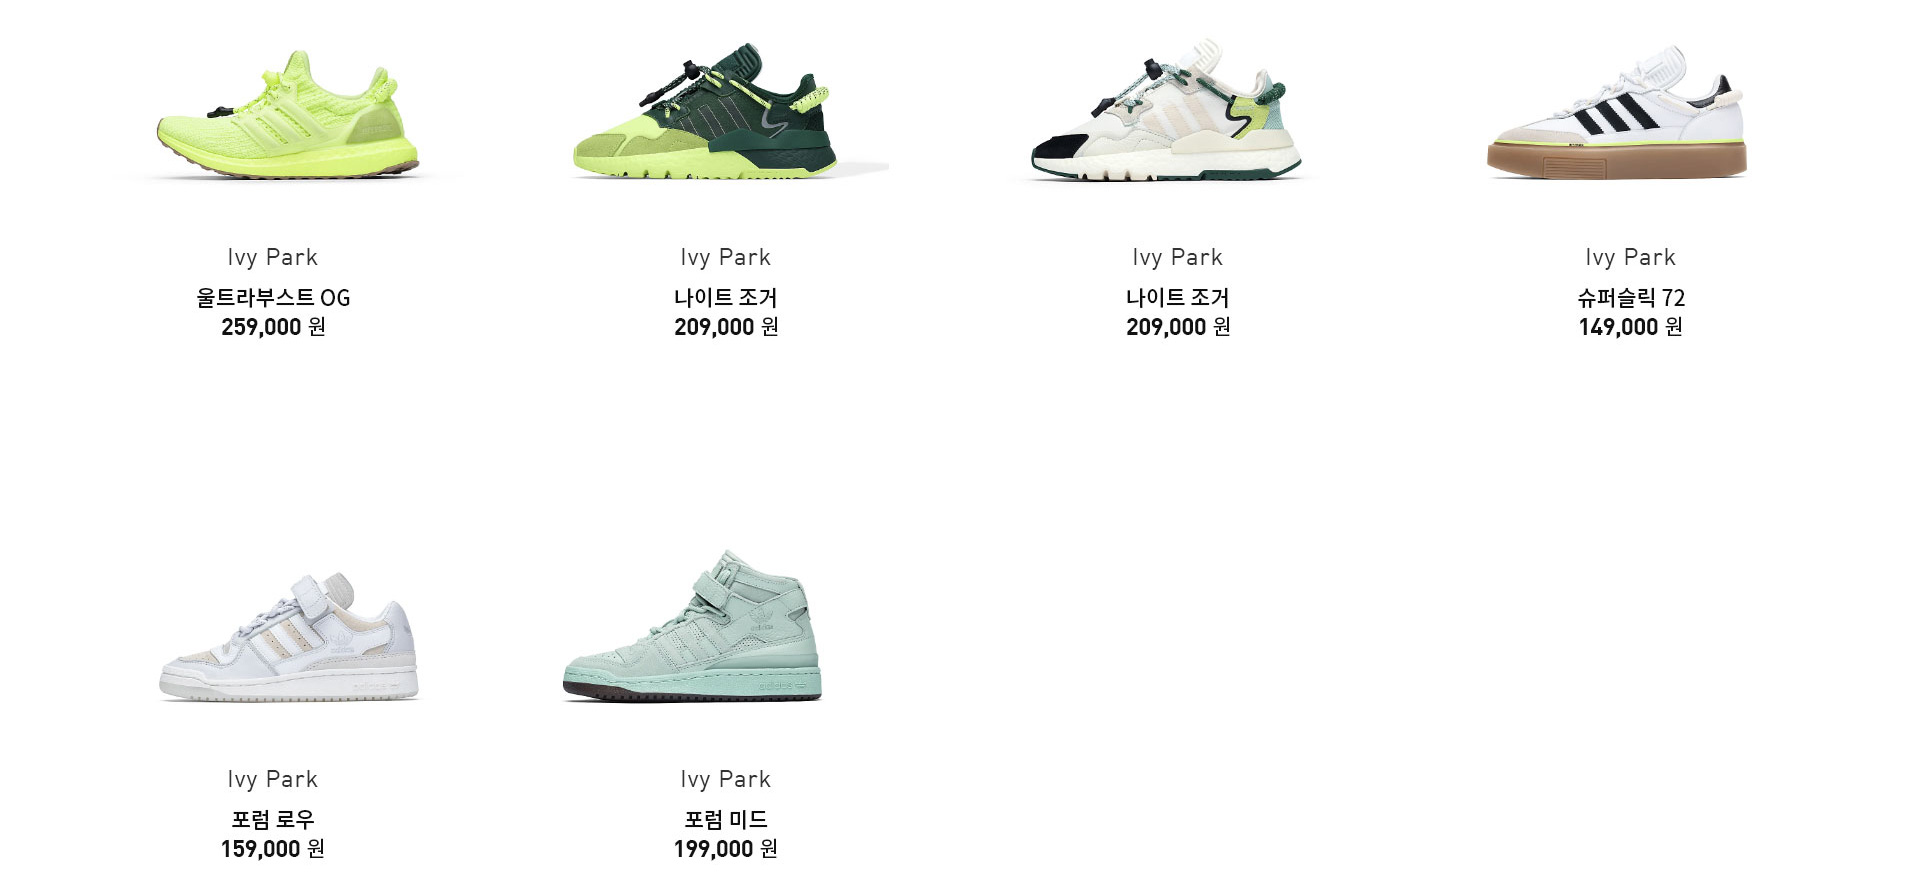 Ivy Park
울트라부스트 OG
259,000 원
Ivy Park
나이트 조거
209,000 원
Ivy Park
나이트 조거
209,000 원
Ivy Park
슈퍼슬릭 72
149,000 원
Ivy Park
포럼 로우
159,000 원
Ivy Park
포럼 미드
199,000 원